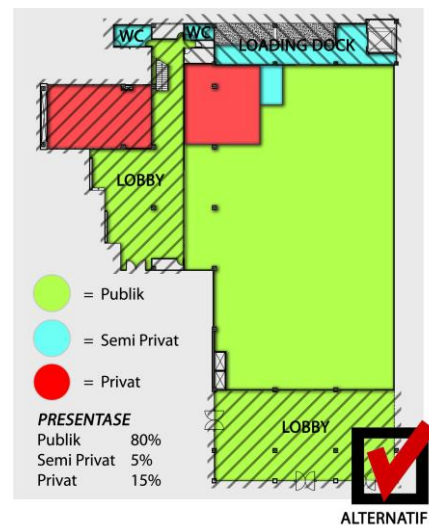 WC
WC
LOADING DOCK
LOBBY
= Publik
= Semi Privat
= Privat
PRESENTASE
Publik 80%
Semi Privat 5%
Privat 15%
LOBBY
ALTERNATIF